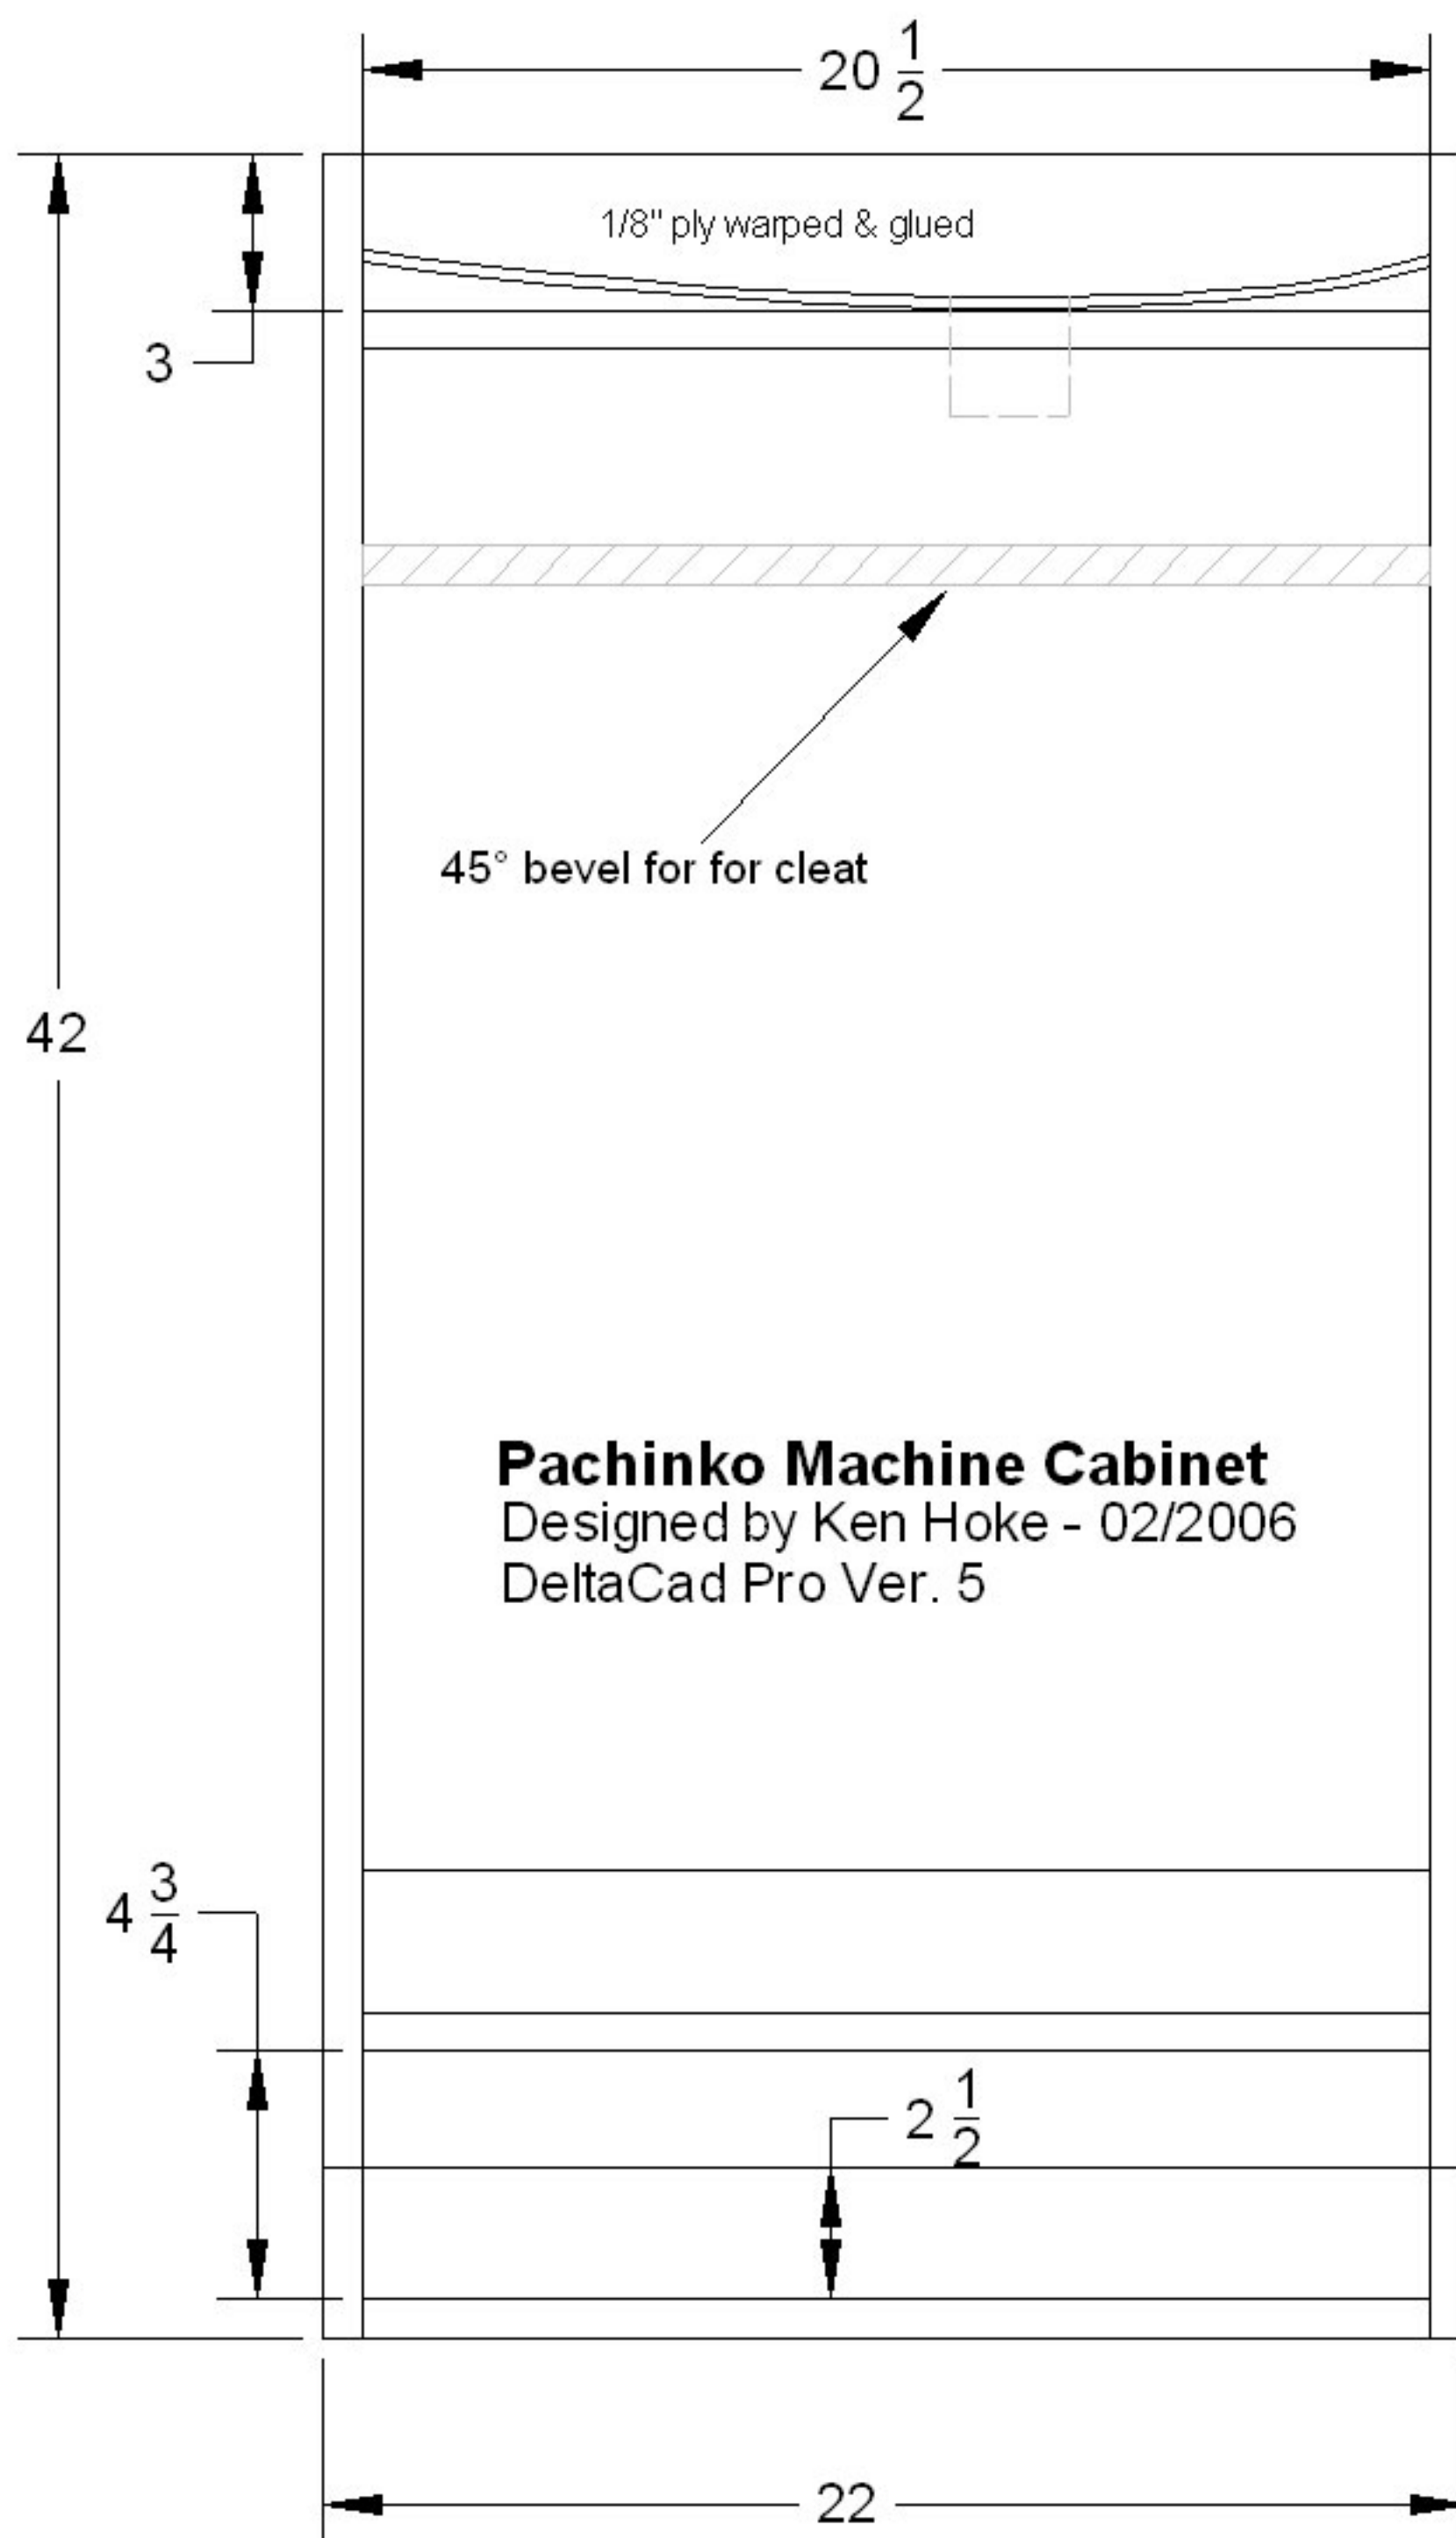 20 1/2
1/8" ply warped & glued
3
45° bevel for for cleat
42
Pachinko Machine Cabinet
Designed by Ken Hoke - 02/2006
DeltaCad Pro Ver. 5
4 3/4
2 1/2
22